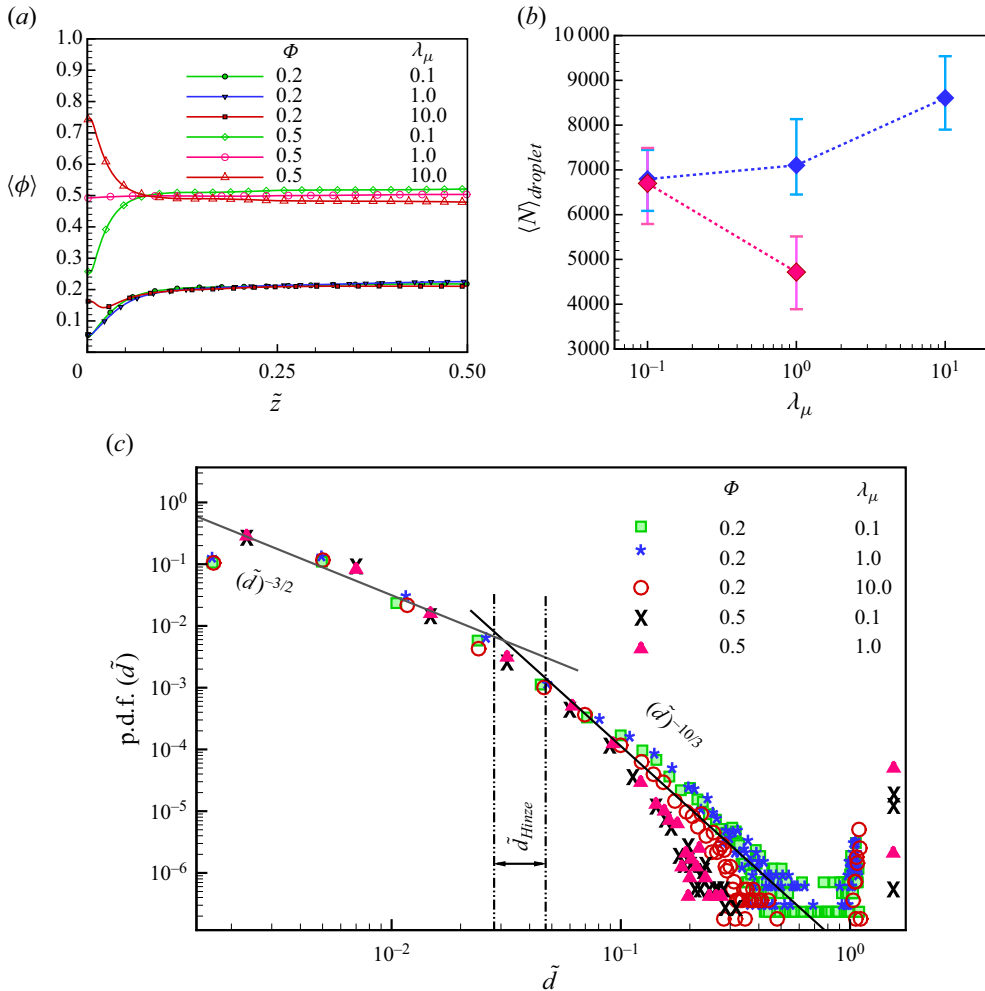 (a)
1.0
0.9
0.8
0.7
0.6
0.5
0.4
0.3
0.2
0.1
0 0.25 0.50
⟨ϕ⟩
z̃
Φ λμ
0.2 0.1
0.2 1.0
0.2 10.0
0.5 0.1
0.5 1.0
0.5 10.0
(b)
10 000
9000
8000
7000
6000
5000
4000
3000
⟨N⟩droplet
10⁻¹ 10⁰ 10¹
λμ
(c)
10⁰
10⁻¹
10⁻²
10⁻³
10⁻⁴
10⁻⁵
10⁻⁶
p.d.f. (d̃)
Φ λμ
0.2 0.1
0.2 1.0
0.2 10.0
0.5 0.1
0.5 1.0
(d̃)⁻³/²
(d̃)⁻¹⁰/³
d̃Hinze
10⁻² 10⁻¹ 10⁰
d̃